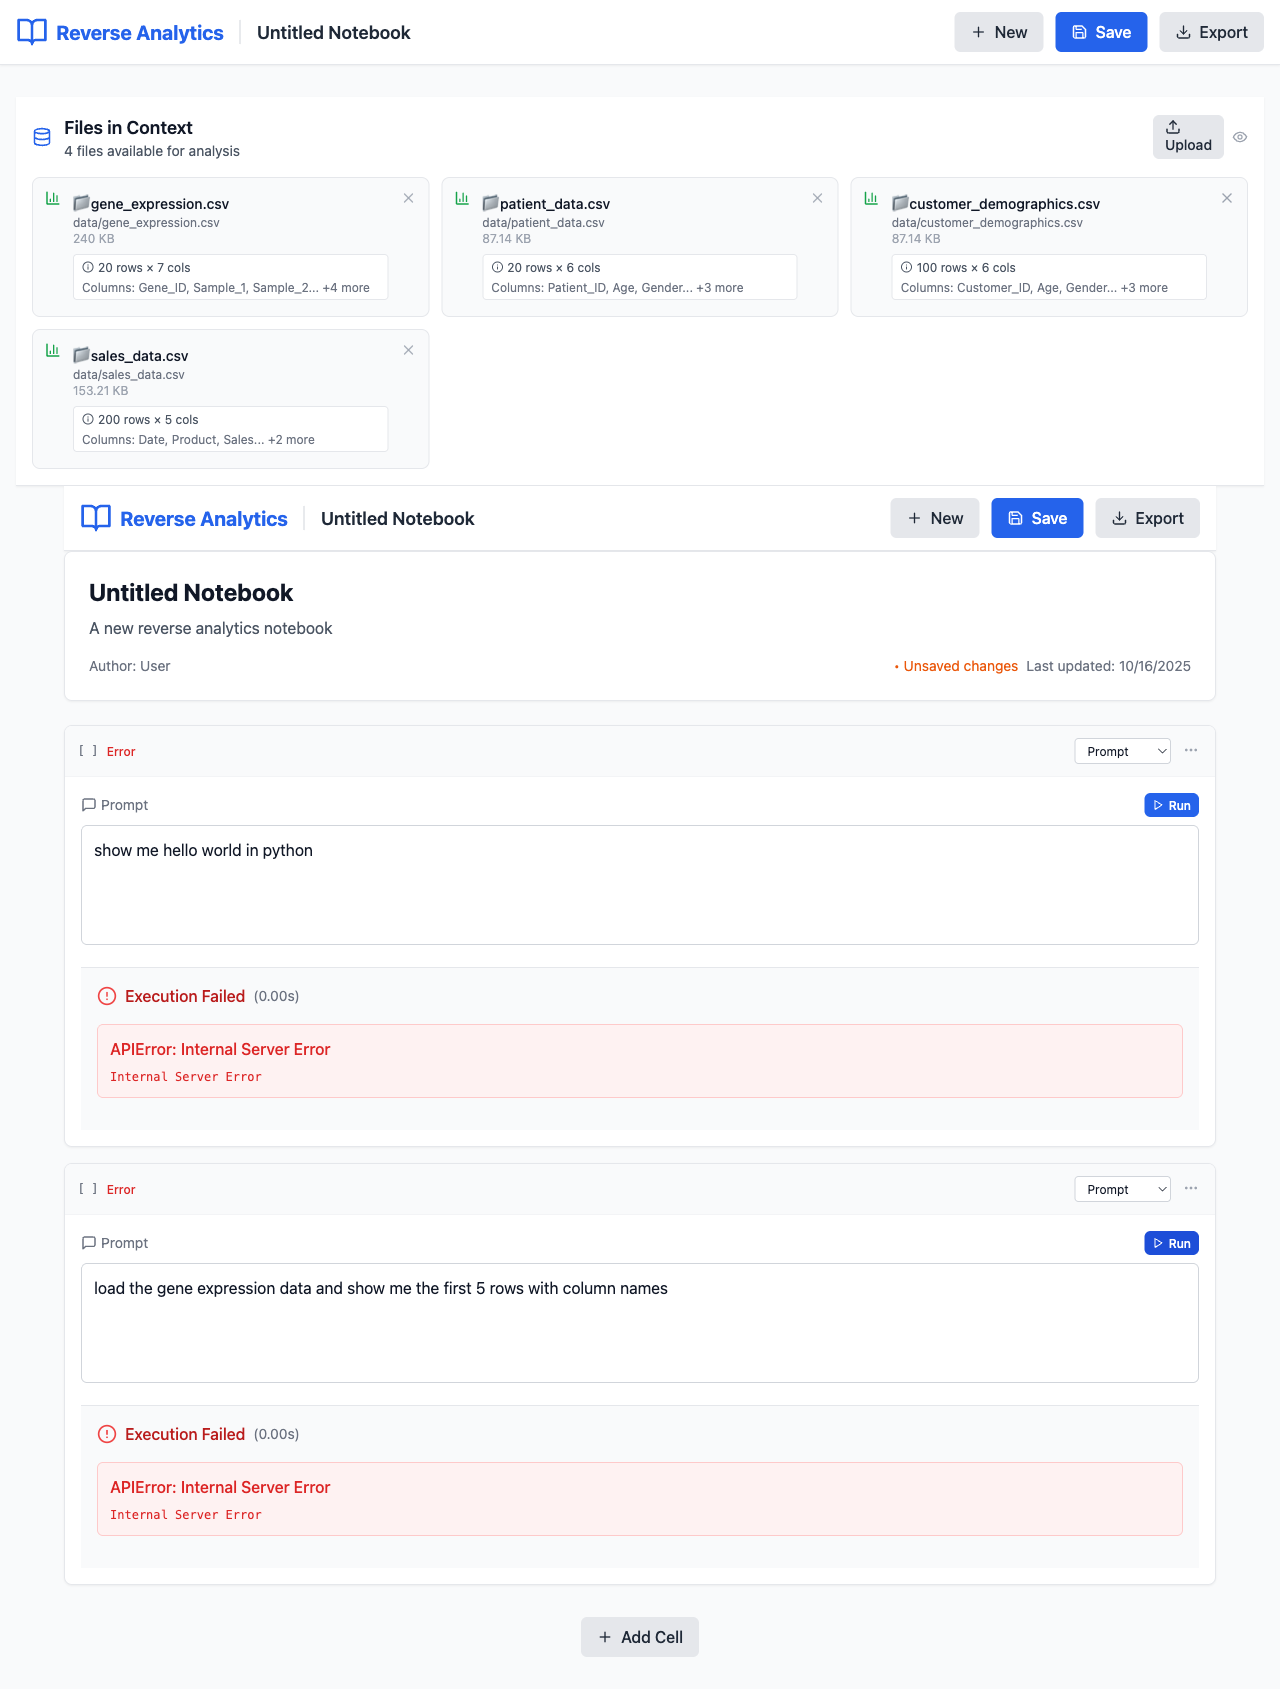 Reverse Analytics
Untitled Notebook
New
Save
Export
Files in Context
4 files available for analysis
Upload
gene_expression.csv
data/gene_expression.csv
240 KB
20 rows × 7 cols
Columns: Gene_ID, Sample_1, Sample_2... +4 more
patient_data.csv
data/patient_data.csv
87.14 KB
20 rows × 6 cols
Columns: Patient_ID, Age, Gender... +3 more
customer_demographics.csv
data/customer_demographics.csv
87.14 KB
100 rows × 6 cols
Columns: Customer_ID, Age, Gender... +3 more
sales_data.csv
data/sales_data.csv
153.21 KB
200 rows × 5 cols
Columns: Date, Product, Sales... +2 more
Reverse Analytics
Untitled Notebook
New
Save
Export
Untitled Notebook
A new reverse analytics notebook
Author: User
• Unsaved changes Last updated: 10/16/2025
[ ] Error
Prompt
Prompt
Run
show me hello world in python
Execution Failed (0.00s)
APIError: Internal Server Error
Internal Server Error
[ ] Error
Prompt
Prompt
Run
load the gene expression data and show me the first 5 rows with column names
Execution Failed (0.00s)
APIError: Internal Server Error
Internal Server Error
Add Cell